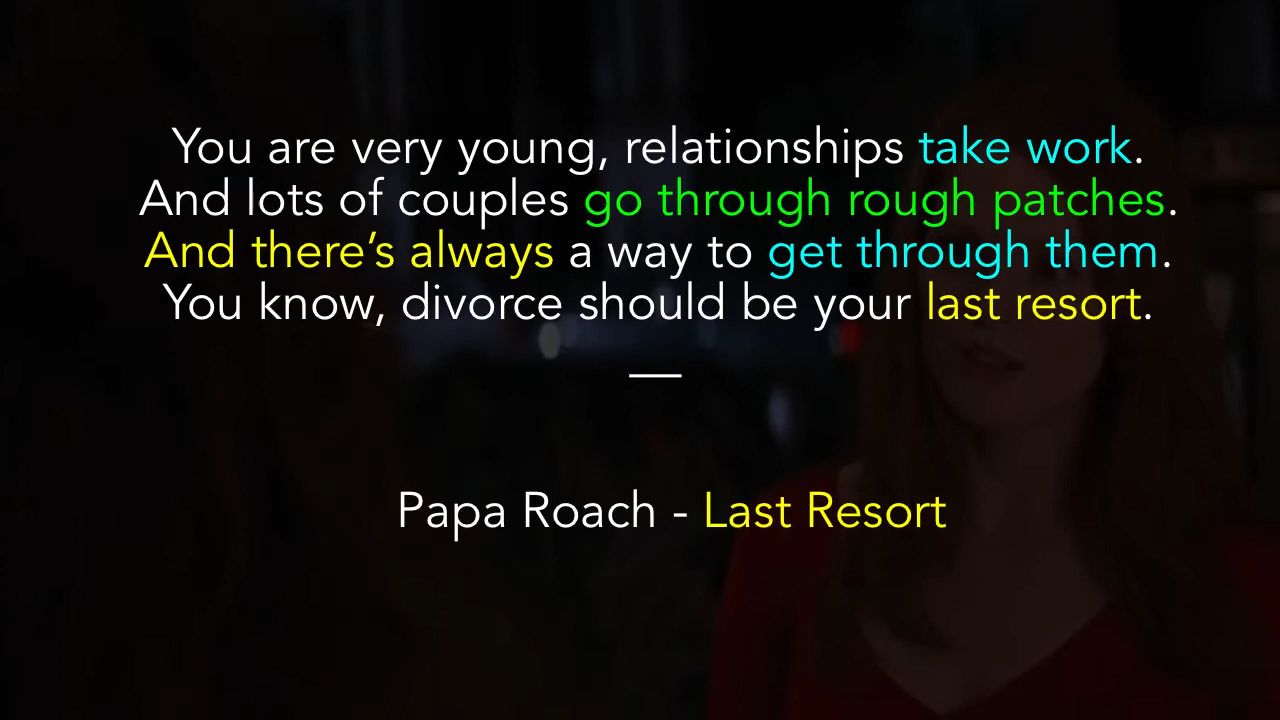 You are very young, relationships take work.
And lots of couples go through rough patches.
And there’s always a way to get through them.
You know, divorce should be your last resort.
—
Papa Roach - Last Resort